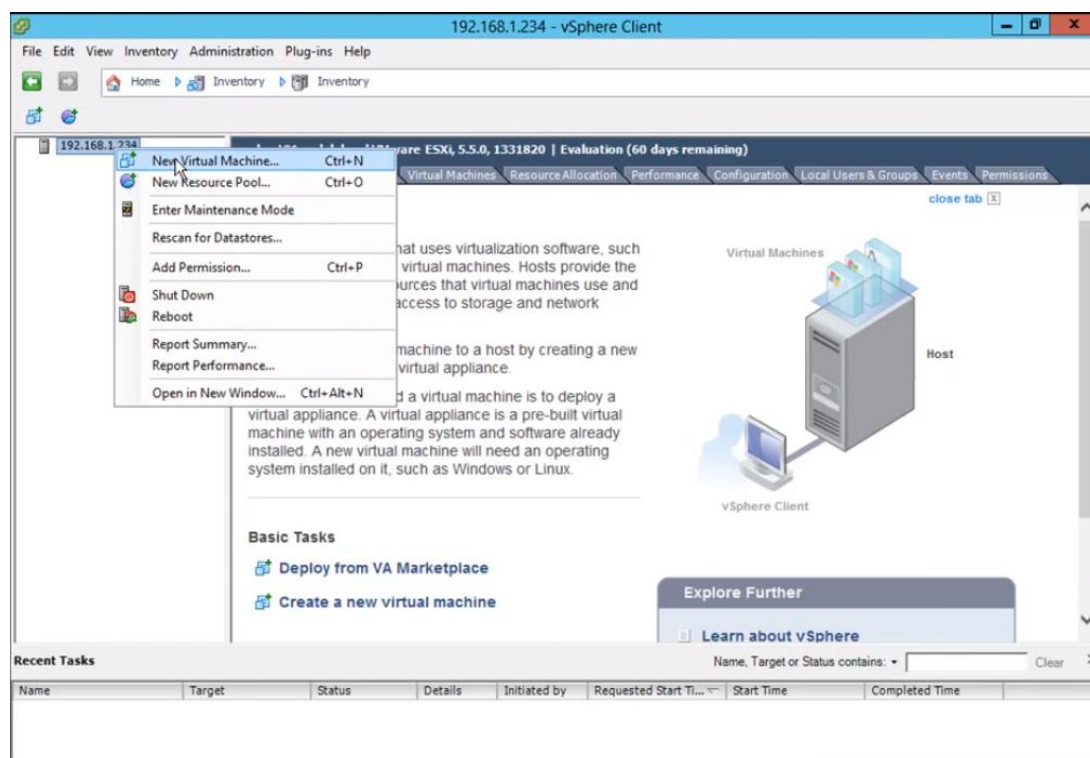 192.168.1.234 - vSphere Client
File Edit View Inventory Administration Plug-ins Help
Home Inventory Inventory
192.168.1.234
ware ESXi, 5.5.0, 1331820 | Evaluation (60 days remaining)
Virtual Machines Resource Allocation Performance Configuration Local Users & Groups Events Permissions
close tab X
New Virtual Machine... Ctrl+N
New Resource Pool... Ctrl+O
Enter Maintenance Mode
Rescan for Datastores...
Add Permission... Ctrl+P
Shut Down
Reboot
Report Summary...
Report Performance...
Open in New Window... Ctrl+Alt+N
hat uses virtualization software, such
virtual machines. Hosts provide the
ources that virtual machines use and
access to storage and network
machine to a host by creating a new
virtual appliance.
d a virtual machine is to deploy a
virtual appliance. A virtual appliance is a pre-built virtual
machine with an operating system and software already
installed. A new virtual machine will need an operating
system installed on it, such as Windows or Linux.
Virtual Machines
Host
vSphere Client
Basic Tasks
Deploy from VA Marketplace
Create a new virtual machine
Explore Further
Learn about vSphere
Recent Tasks
Name, Target or Status contains: Clear
Name Target Status Details Initiated by Requested Start Ti... Start Time Completed Time